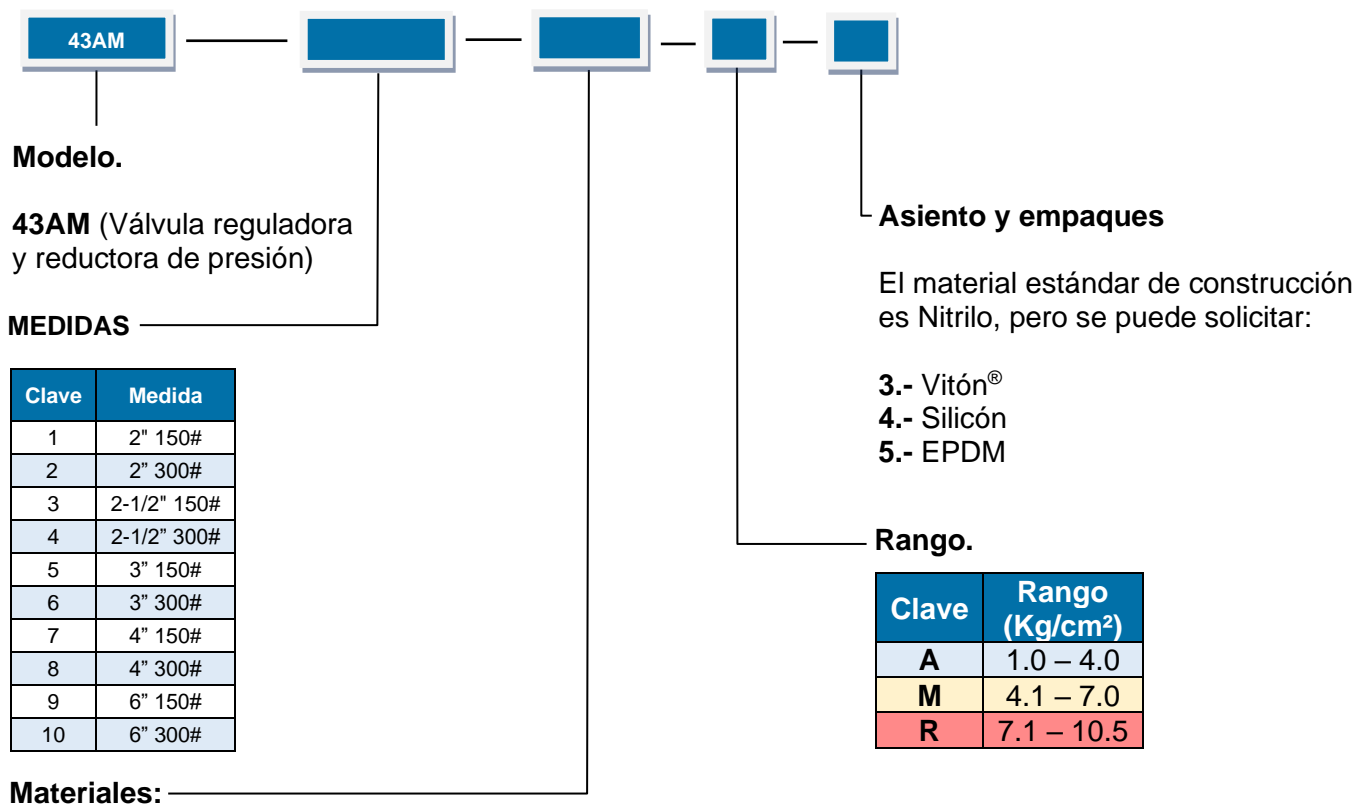 43AM
Modelo.
43AM (Válvula reguladora
y reductora de presión)
MEDIDAS
Clave Medida
1 2" 150#
2 2” 300#
3 2-1/2" 150#
4 2-1/2” 300#
5 3” 150#
6 3” 300#
7 4” 150#
8 4” 300#
9 6” 150#
10 6” 300#
Materiales:
Asiento y empaques
El material estándar de construcción
es Nitrilo, pero se puede solicitar:
3.- Vitón®
4.- Silicón
5.- EPDM
Rango.
Clave Rango
(Kg/cm²)
A 1.0 – 4.0
M 4.1 – 7.0
R 7.1 – 10.5